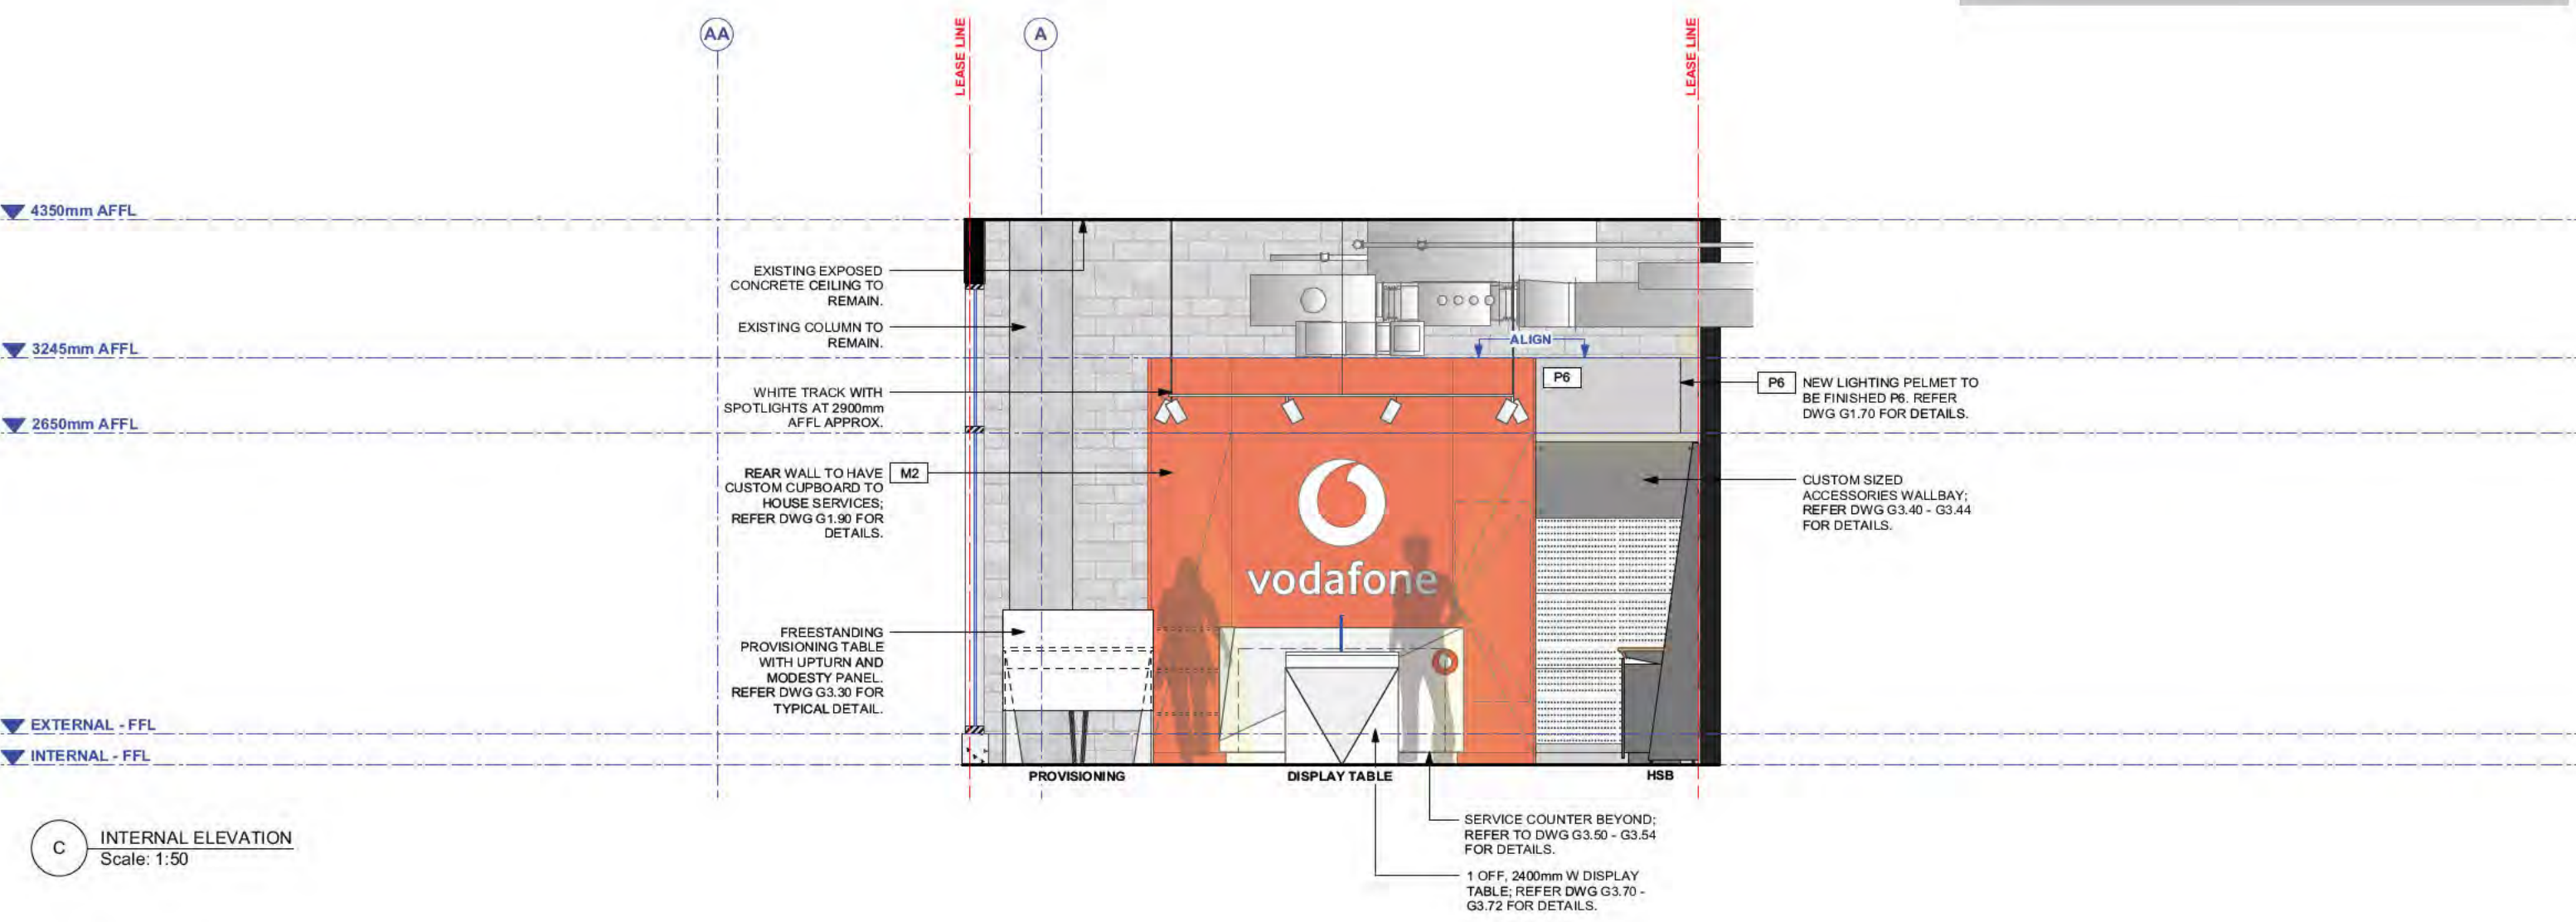 AA
LEASE LINE
A
LEASE LINE
4350mm AFFL
EXISTING EXPOSED
CONCRETE CEILING TO
REMAIN.
EXISTING COLUMN TO
REMAIN.
3245mm AFFL
ALIGN
P6
WHITE TRACK WITH
SPOTLIGHTS AT 2900mm
AFFL APPROX.
P6
NEW LIGHTING PELMET TO
BE FINISHED P6. REFER
DWG G1.70 FOR DETAILS.
2650mm AFFL
REAR WALL TO HAVE
CUSTOM CUPBOARD TO
HOUSE SERVICES;
REFER DWG G1.90 FOR
DETAILS.
M2
CUSTOM SIZED
ACCESSORIES WALLBAY;
REFER DWG G3.40 - G3.44
FOR DETAILS.
vodafone
FREESTANDING
PROVISIONING TABLE
WITH UPTURN AND
MODESTY PANEL.
REFER DWG G3.30 FOR
TYPICAL DETAIL.
EXTERNAL - FFL
INTERNAL - FFL
PROVISIONING
DISPLAY TABLE
HSB
SERVICE COUNTER BEYOND;
REFER TO DWG G3.50 - G3.54
FOR DETAILS.
1 OFF, 2400mm W DISPLAY
TABLE; REFER DWG G3.70 -
G3.72 FOR DETAILS.
C
INTERNAL ELEVATION
Scale: 1:50